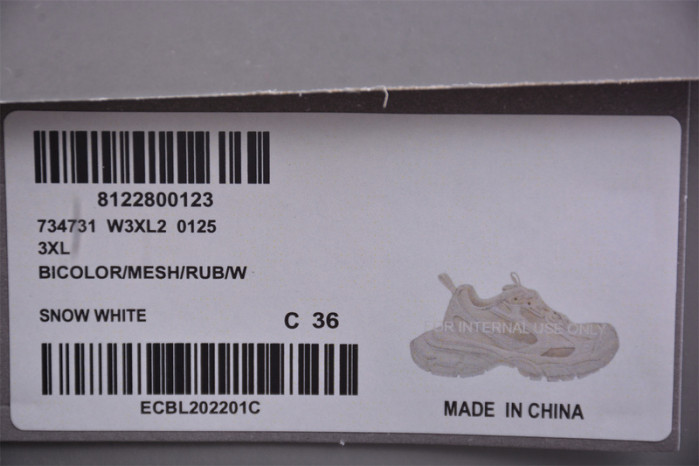 8122800123
734731 W3XL2 0125
3XL
BICOLOR/MESH/RUB/W
SNOW WHITE
C 36
FOR INTERNAL USE ONLY
ECBL202201C
MADE IN CHINA